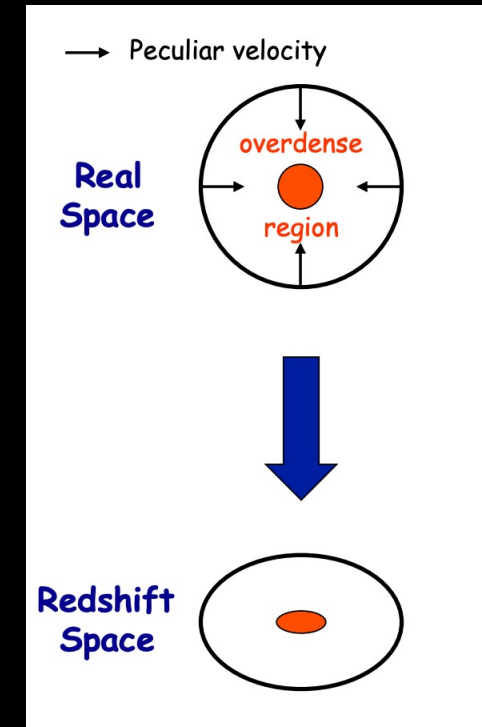 Peculiar velocity
overdense
Real
Space
region
Redshift
Space